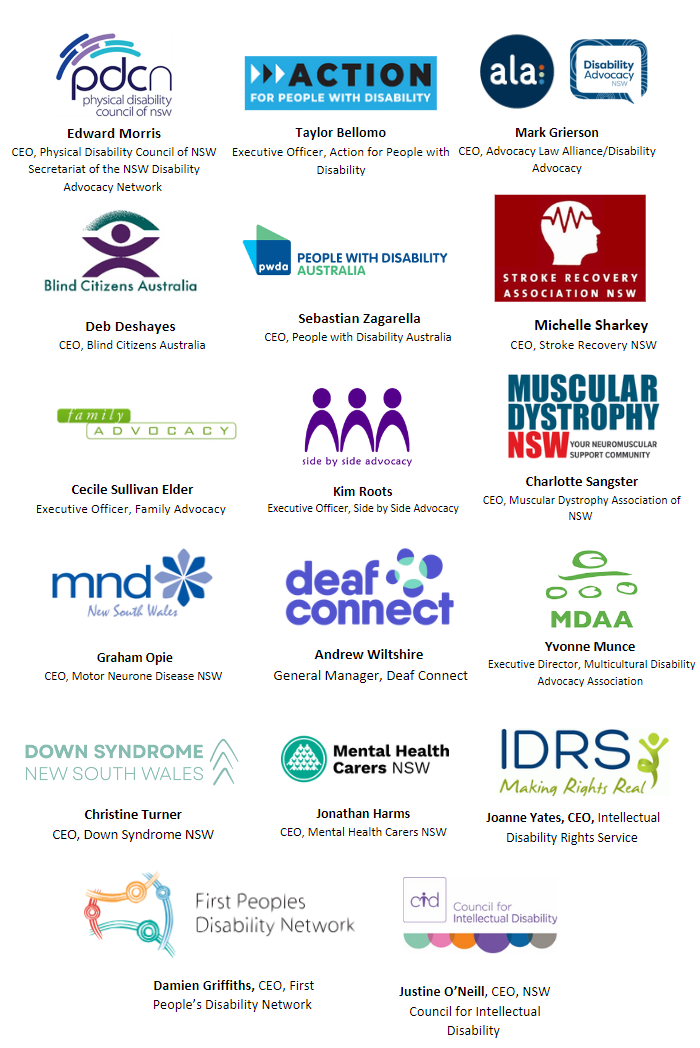 pdcn
physical disability
council of nsw
Edward Morris
CEO, Physical Disability Council of NSW
Secretariat of the NSW Disability
Advocacy Network
ACTION
FOR PEOPLE WITH DISABILITY
Taylor Bellomo
Executive Officer, Action for People with
Disability
ala:
Disability
Advocacy
NSW
Mark Grierson
CEO, Advocacy Law Alliance/Disability
Advocacy
Blind Citizens Australia
Deb Deshayes
CEO, Blind Citizens Australia
pwda
PEOPLE WITH DISABILITY
AUSTRALIA
Sebastian Zagarella
CEO, People with Disability Australia
STROKE RECOVERY
ASSOCIATION NSW
Michelle Sharkey
CEO, Stroke Recovery NSW
family
ADVOCACY
Cecile Sullivan Elder
Executive Officer, Family Advocacy
side by side advocacy
Kim Roots
Executive Officer, Side by Side Advocacy
MUSCULAR
DYSTROPHY
NSW YOUR NEUROMUSCULAR
SUPPORT COMMUNITY
Charlotte Sangster
CEO, Muscular Dystrophy Association of
NSW
mnd
New South Wales
Graham Opie
CEO, Motor Neurone Disease NSW
deaf
connect
Andrew Wiltshire
General Manager, Deaf Connect
MDAA
Yvonne Munce
Executive Director, Multicultural Disability
Advocacy Association
DOWN SYNDROME
NEW SOUTH WALES
Christine Turner
CEO, Down Syndrome NSW
Mental Health
Carers NSW
Jonathan Harms
CEO, Mental Health Carers NSW
IDRS
Making Rights Real
Joanne Yates, CEO, Intellectual
Disability Rights Service
First Peoples
Disability Network
Damien Griffiths, CEO, First
People's Disability Network
cid
Council for
Intellectual Disability
Justine O'Neill, CEO, NSW
Council for Intellectual
Disability